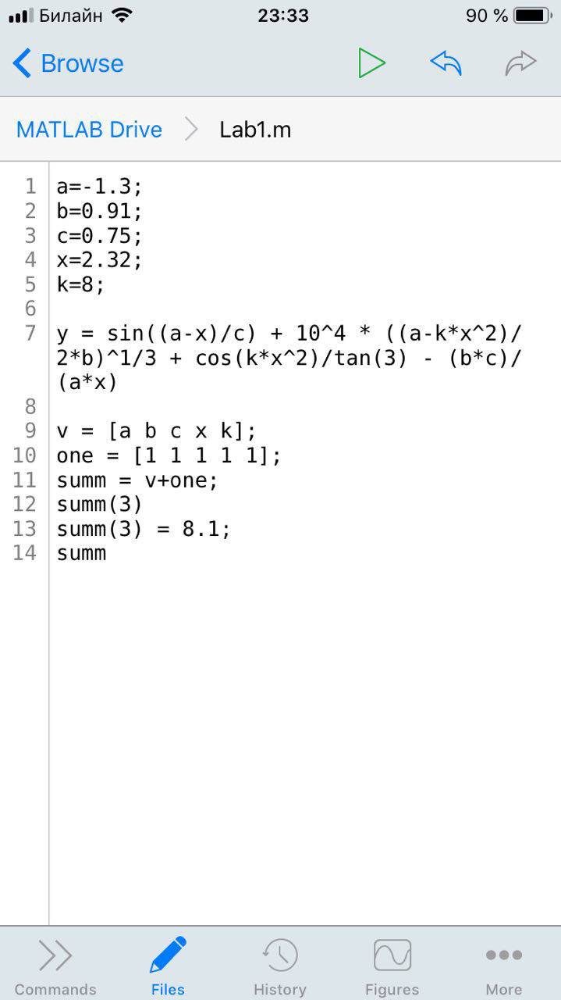 Билайн 23:33 90 %
Browse
MATLAB Drive Lab1.m
1 a=-1.3;
2 b=0.91;
3 c=0.75;
4 x=2.32;
5 k=8;
6
7 y = sin((a-x)/c) + 10^4 * ((a-k*x^2)/
2*b)^1/3 + cos(k*x^2)/tan(3) - (b*c)/
(a*x)
8
9 v = [a b c x k];
10 one = [1 1 1 1 1];
11 summ = v+one;
12 summ(3)
13 summ(3) = 8.1;
14 summ
Commands Files History Figures More